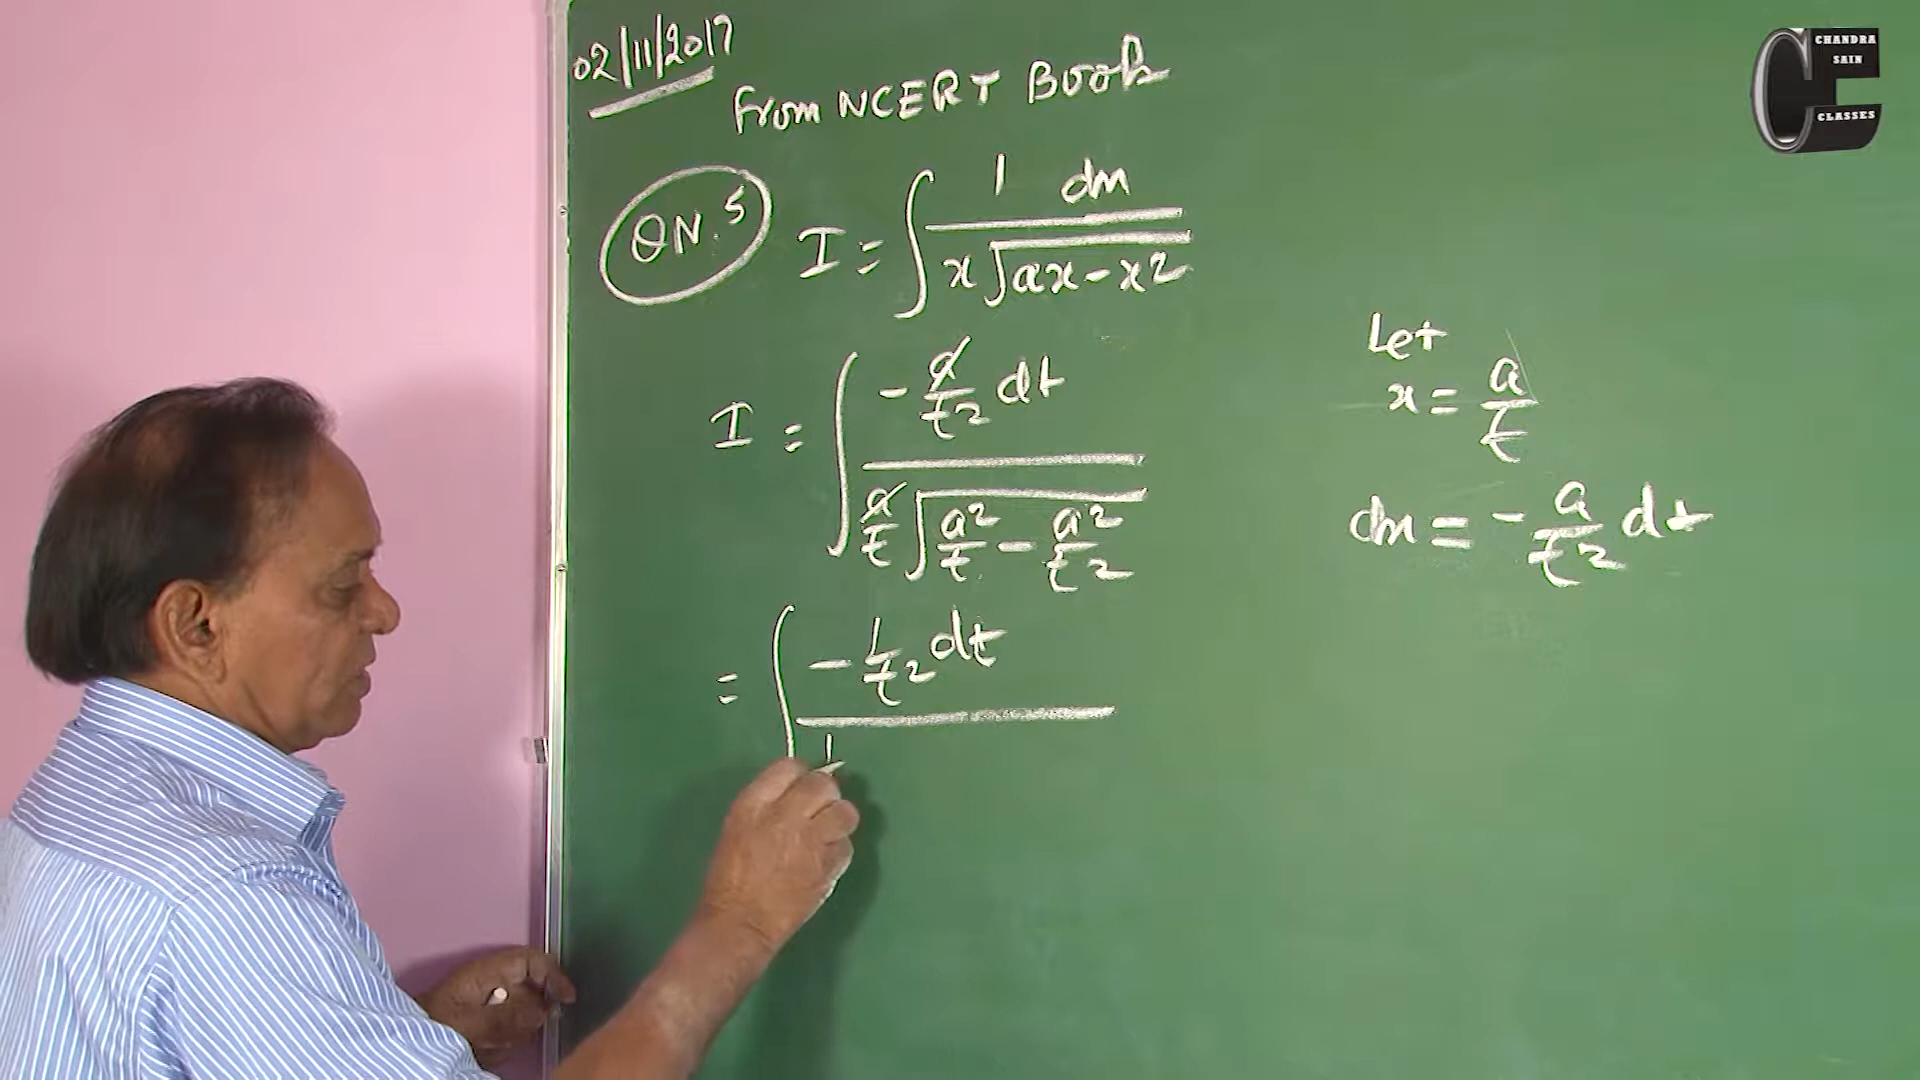 02/11/2017
From NCERT Book
QN. 5
I = ∫ 1 dx / x√(ax - x²)
Let
x = a/t
I = ∫ -a/t² dt / a/t √(a²/t - a²/t²)
dx = -a/t² dt
= ∫ -1/t² dt / 1
CHANDRA
SAIN
CLASSES